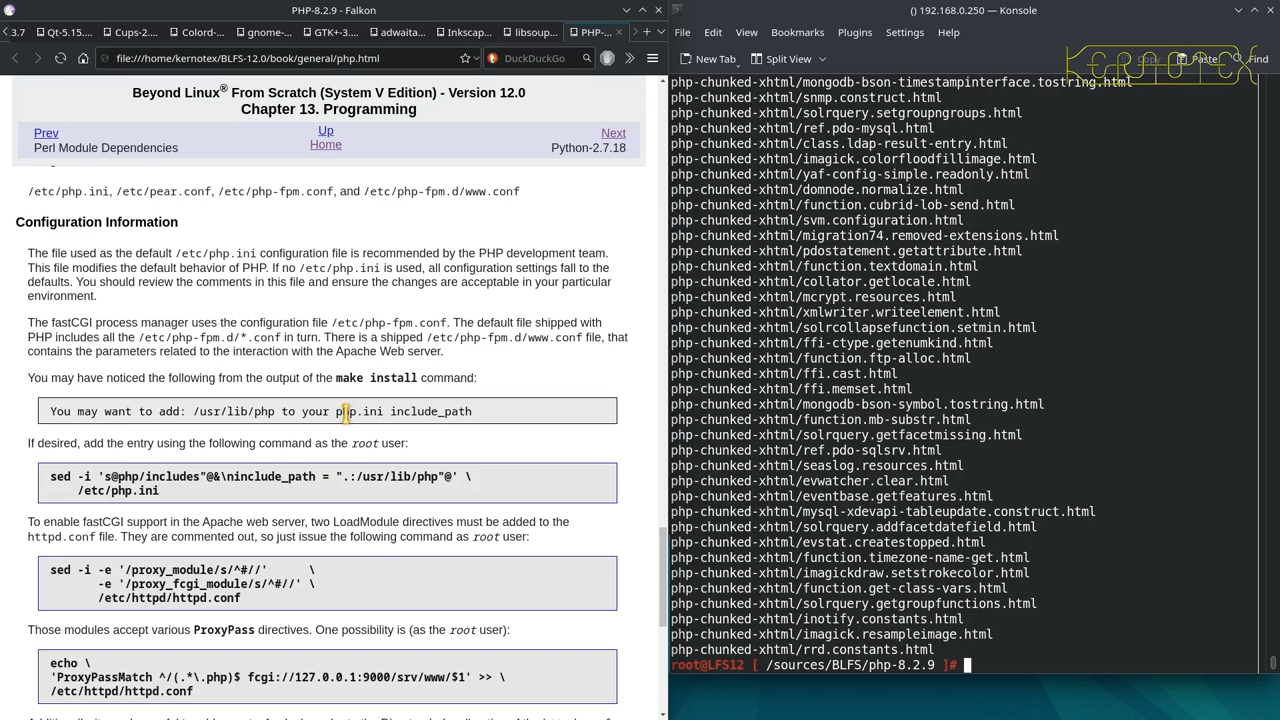 PHP-8.2.9 - Falkon
3.7
Qt-5.15....
Cups-2....
Colord-...
gnome-...
GTK+-3....
adwaita...
Inkscap...
libsoup...
PHP-...
file:///home/kernotex/BLFS-12.0/book/general/php.html
DuckDuckGo
Beyond Linux® From Scratch (System V Edition) - Version 12.0
Chapter 13. Programming
Prev
Up
Next
Perl Module Dependencies
Home
Python-2.7.18
/etc/php.ini, /etc/pear.conf, /etc/php-fpm.conf, and /etc/php-fpm.d/www.conf
Configuration Information
The file used as the default /etc/php.ini configuration file is recommended by the PHP development team.
This file modifies the default behavior of PHP. If no /etc/php.ini is used, all configuration settings fall to the
defaults. You should review the comments in this file and ensure the changes are acceptable in your particular
environment.
The fastCGI process manager uses the configuration file /etc/php-fpm.conf. The default file shipped with
PHP includes all the /etc/php-fpm.d/*.conf in turn. There is a shipped /etc/php-fpm.d/www.conf file, that
contains the parameters related to the interaction with the Apache Web server.
You may have noticed the following from the output of the make install command:
You may want to add: /usr/lib/php to your php.ini include_path
If desired, add the entry using the following command as the root user:
sed -i 's@php/includes"@&\ninclude_path = ".:/usr/lib/php"@' \
/etc/php.ini
To enable fastCGI support in the Apache web server, two LoadModule directives must be added to the
httpd.conf file. They are commented out, so just issue the following command as root user:
sed -i -e '/proxy_module/s/^#//' \
-e '/proxy_fcgi_module/s/^#//' \
/etc/httpd/httpd.conf
Those modules accept various ProxyPass directives. One possibility is (as the root user):
echo \
'ProxyPassMatch ^/(.*\.php)$ fcgi://127.0.0.1:9000/srv/www/$1' >> \
/etc/httpd/httpd.conf
() 192.168.0.250 — Konsole
File
Edit
View
Bookmarks
Plugins
Settings
Help
New Tab
Split View
Copy
Paste
Find
KERNOTEX
php-chunked-xhtml/mongodb-bson-timestampinterface.tostring.html
php-chunked-xhtml/snmp.construct.html
php-chunked-xhtml/solrquery.setgroupngroups.html
php-chunked-xhtml/ref.pdo-mysql.html
php-chunked-xhtml/class.ldap-result-entry.html
php-chunked-xhtml/imagick.colorfloodfillimage.html
php-chunked-xhtml/yaf-config-simple.readonly.html
php-chunked-xhtml/domnode.normalize.html
php-chunked-xhtml/function.cubrid-lob-send.html
php-chunked-xhtml/svm.configuration.html
php-chunked-xhtml/migration74.removed-extensions.html
php-chunked-xhtml/pdostatement.getattribute.html
php-chunked-xhtml/function.textdomain.html
php-chunked-xhtml/collator.getlocale.html
php-chunked-xhtml/mcrypt.resources.html
php-chunked-xhtml/xmlwriter.writeelement.html
php-chunked-xhtml/solrcollapsefunction.setmin.html
php-chunked-xhtml/ffi-ctype.getenumkind.html
php-chunked-xhtml/function.ftp-alloc.html
php-chunked-xhtml/ffi.cast.html
php-chunked-xhtml/ffi.memset.html
php-chunked-xhtml/mongodb-bson-symbol.tostring.html
php-chunked-xhtml/function.mb-substr.html
php-chunked-xhtml/solrquery.getfacetmissing.html
php-chunked-xhtml/ref.pdo-sqlsrv.html
php-chunked-xhtml/seaslog.resources.html
php-chunked-xhtml/evwatcher.clear.html
php-chunked-xhtml/eventbase.getfeatures.html
php-chunked-xhtml/mysql-xdevapi-tableupdate.construct.html
php-chunked-xhtml/solrquery.addfacetdatefield.html
php-chunked-xhtml/evstat.createstopped.html
php-chunked-xhtml/function.timezone-name-get.html
php-chunked-xhtml/imagickdraw.setstrokecolor.html
php-chunked-xhtml/function.get-class-vars.html
php-chunked-xhtml/solrquery.getgroupfunctions.html
php-chunked-xhtml/inotify.constants.html
php-chunked-xhtml/imagick.resampleimage.html
php-chunked-xhtml/rrd.constants.html
root@LFS12 [ /sources/BLFS/php-8.2.9 ]#